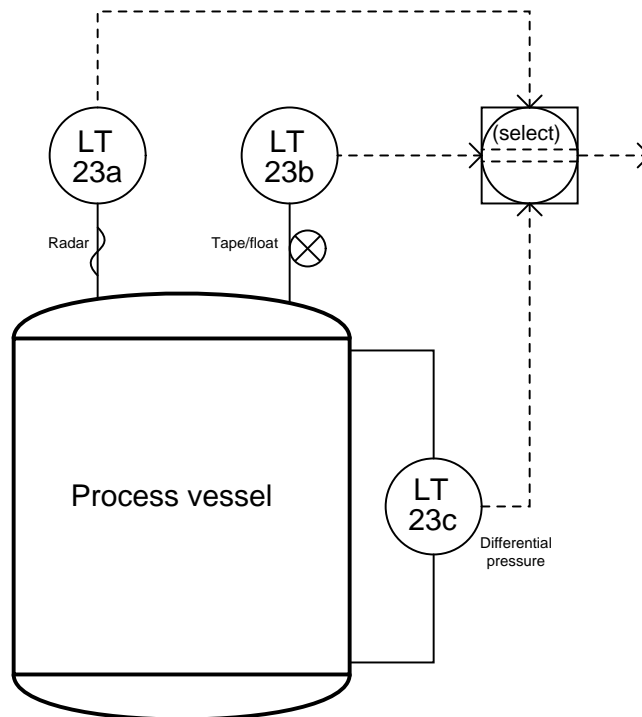 LT
23a
LT
23b
(select)
Radar
Tape/float
Process vessel
LT
23c
Differential
pressure